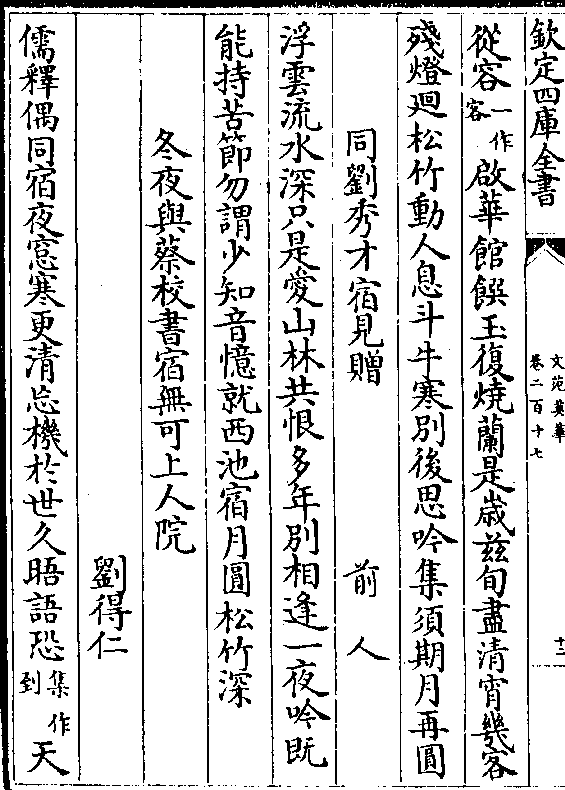 欽定四庫全書
文苑英華
卷二百十七
十二
從容一作容啟華館饌玉復燒蘭是歲玆旬盡清宵幾客
殘燈廻松竹動人息斗牛寒別後思吟集須期月再圓
同劉秀才宿見贈
前人
浮雲流水深只是愛山林共恨多年別相逢一夜吟既
能持苦節勿謂少知音憶就西池宿月圓松竹深
冬夜與蔡校書宿無可上人院
劉得仁
儒釋偶同宿夜窓寒更清忘機於世久晤語恐集作到天